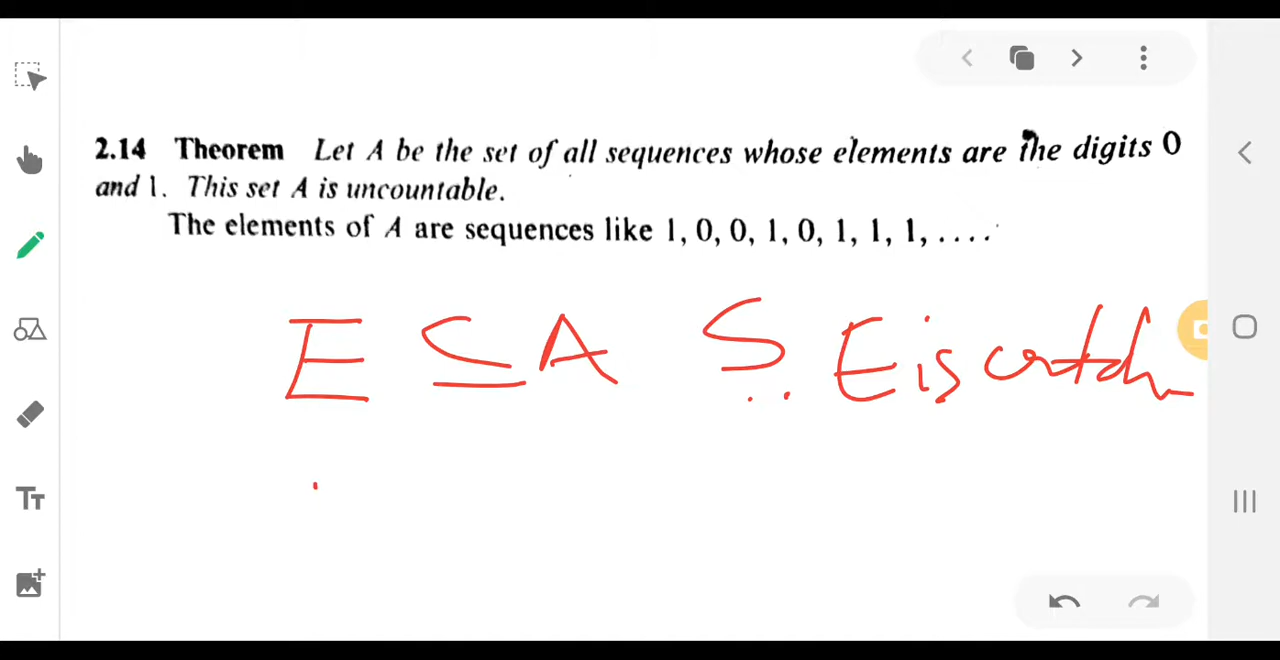 2.14 Theorem Let A be the set of all sequences whose elements are the digits 0
and 1. This set A is uncountable.
The elements of A are sequences like 1, 0, 0, 1, 0, 1, 1, 1, ....
E ⊆ A S. E is
TT